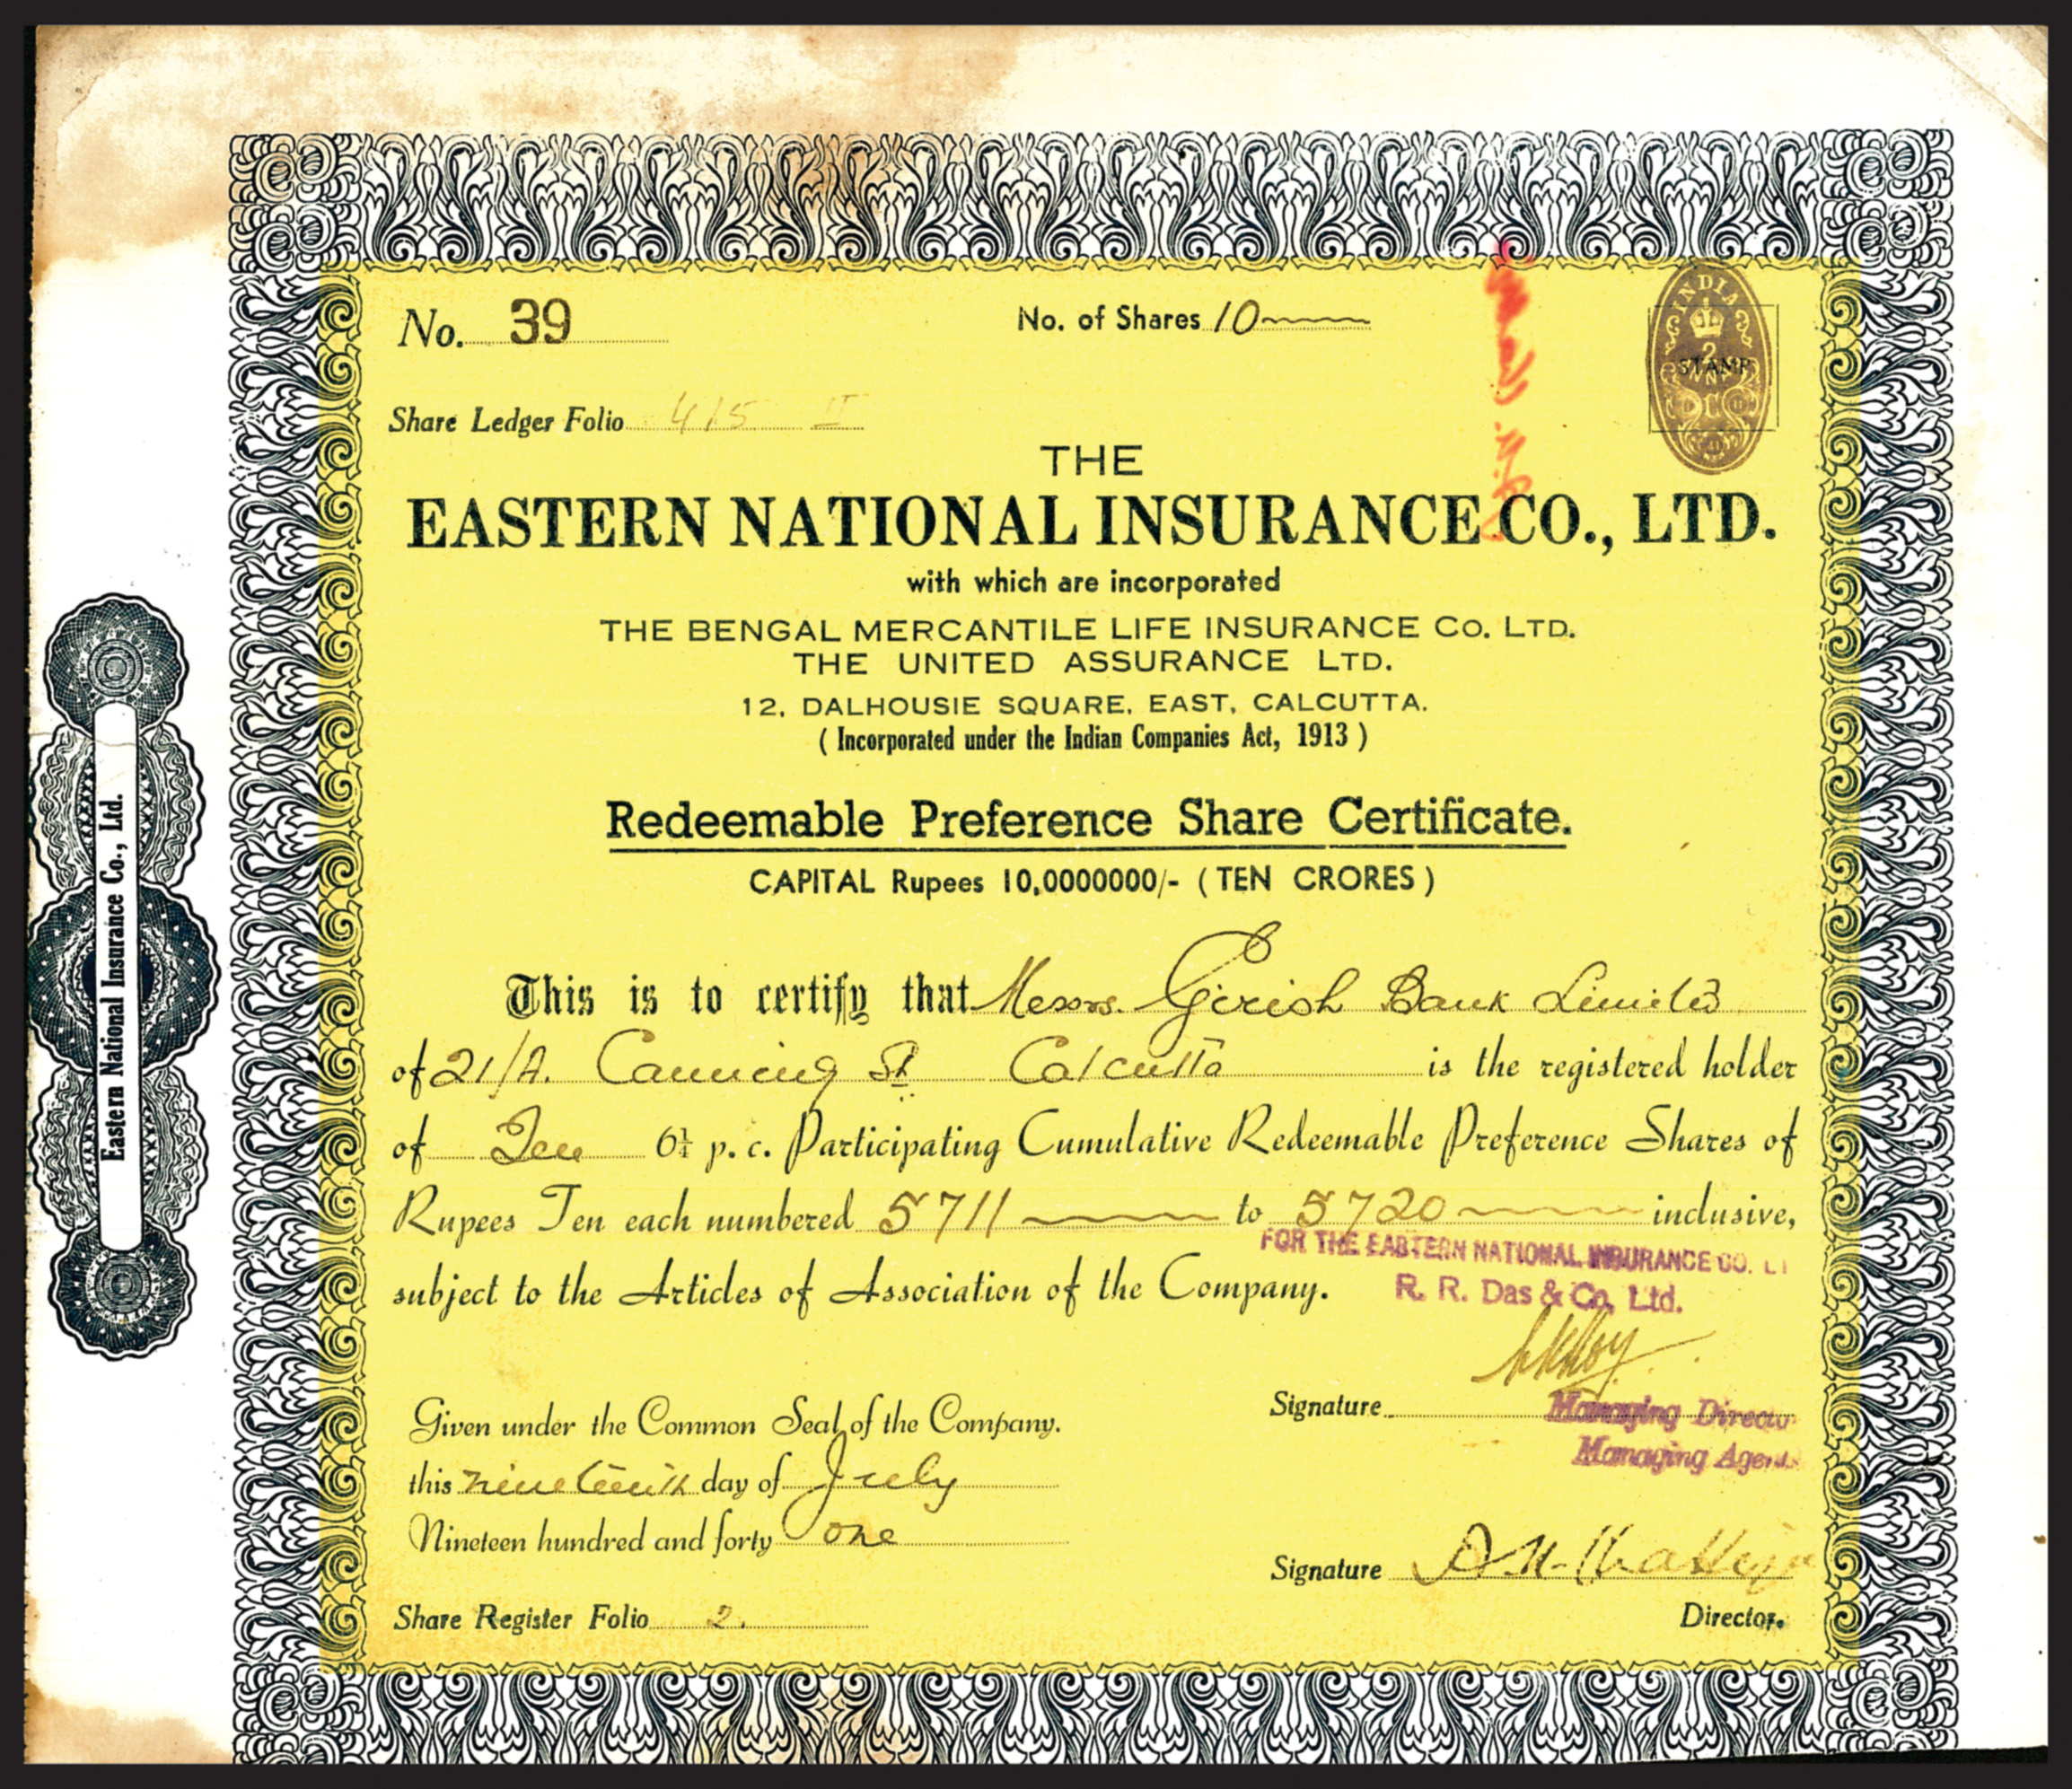 No. 39
No. of Shares 10
INDIA
2
STAMP
Share Ledger Folio 415 II
THE
EASTERN NATIONAL INSURANCE CO., LTD.
with which are incorporated
THE BENGAL MERCANTILE LIFE INSURANCE CO. LTD.
THE UNITED ASSURANCE LTD.
12, DALHOUSIE SQUARE, EAST, CALCUTTA.
( Incorporated under the Indian Companies Act, 1913 )
Redeemable Preference Share Certificate.
CAPITAL Rupees 10,0000000/- ( TEN CRORES )
This is to certify that Messrs. Girish Bank Limited
of 21/A. Canning St Calcutta is the registered holder
of Ten 6¼ p. c. Participating Cumulative Redeemable Preference Shares of
Rupees Ten each numbered 5711 to 5720 inclusive,
subject to the Articles of Association of the Company.
FOR THE EASTERN NATIONAL INSURANCE CO. LT
R. R. Das & Co, Ltd.
Signature
Managing Director
Managing Agents
Given under the Common Seal of the Company.
this nineteenth day of July
Nineteen hundred and forty one
Signature
Director.
Share Register Folio 2.
Eastern National Insurance Co., Ltd.